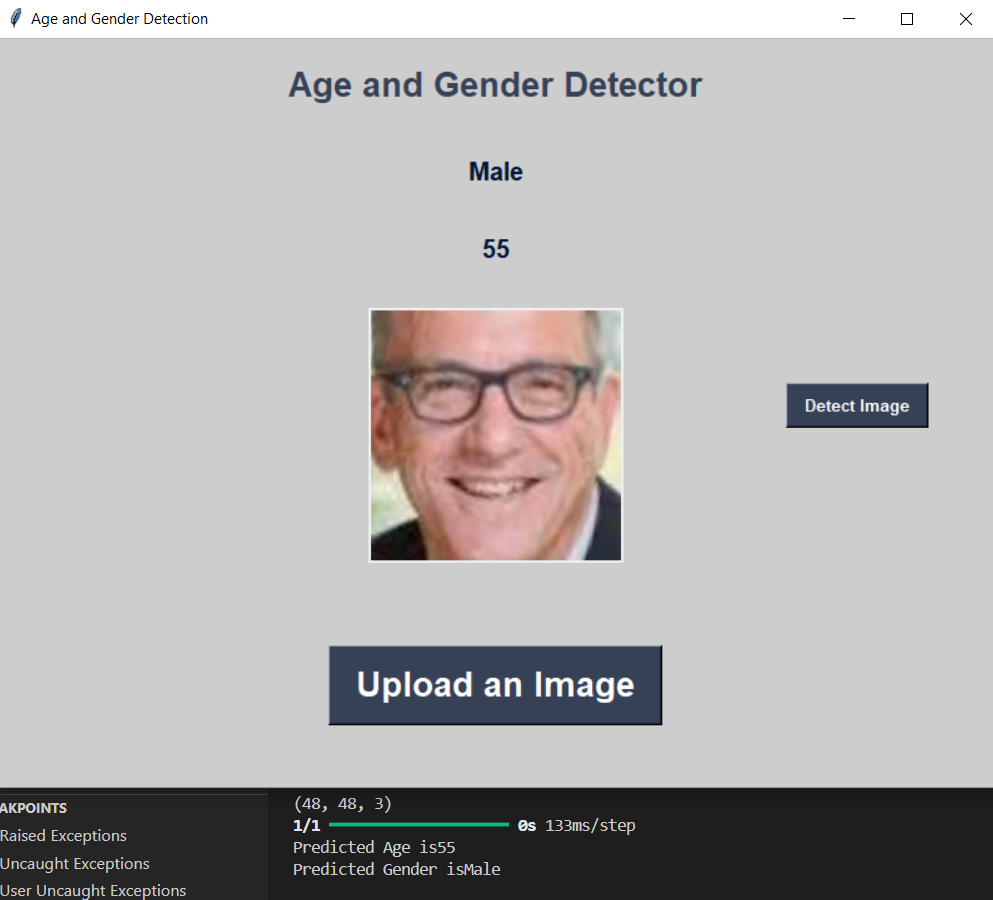 Age and Gender Detection
Age and Gender Detector
Male
55
Detect Image
Upload an Image
AKPOINTS
Raised Exceptions
Uncaught Exceptions
User Uncaught Exceptions
(48, 48, 3)
1/1 0s 133ms/step
Predicted Age is55
Predicted Gender isMale